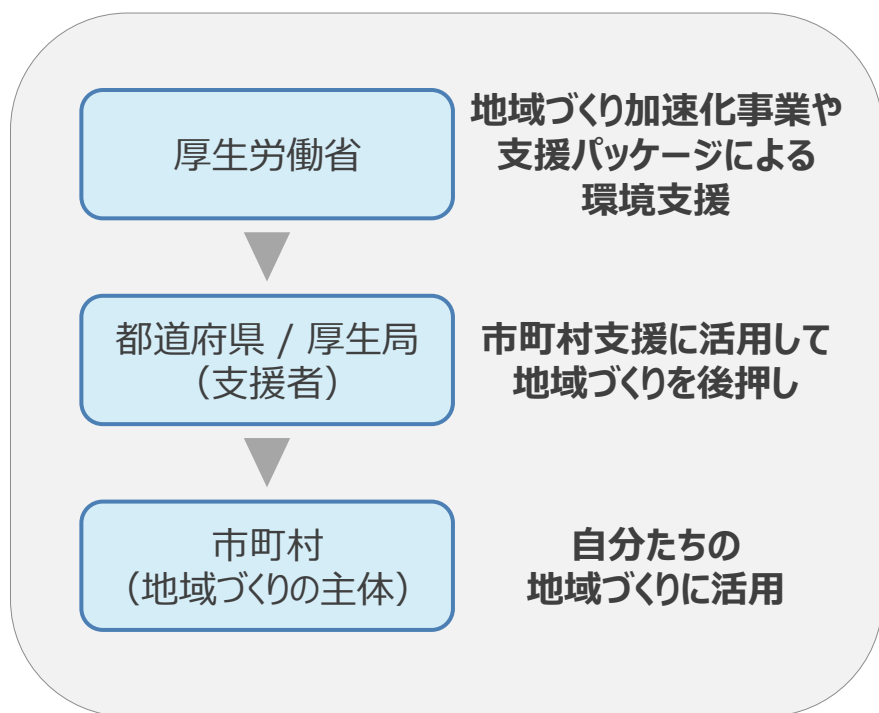 厚生労働省
地域づくり加速化事業や
支援パッケージによる
環境支援
都道府県 / 厚生局
（支援者）
市町村支援に活用して
地域づくりを後押し
市町村
（地域づくりの主体）
自分たちの
地域づくりに活用